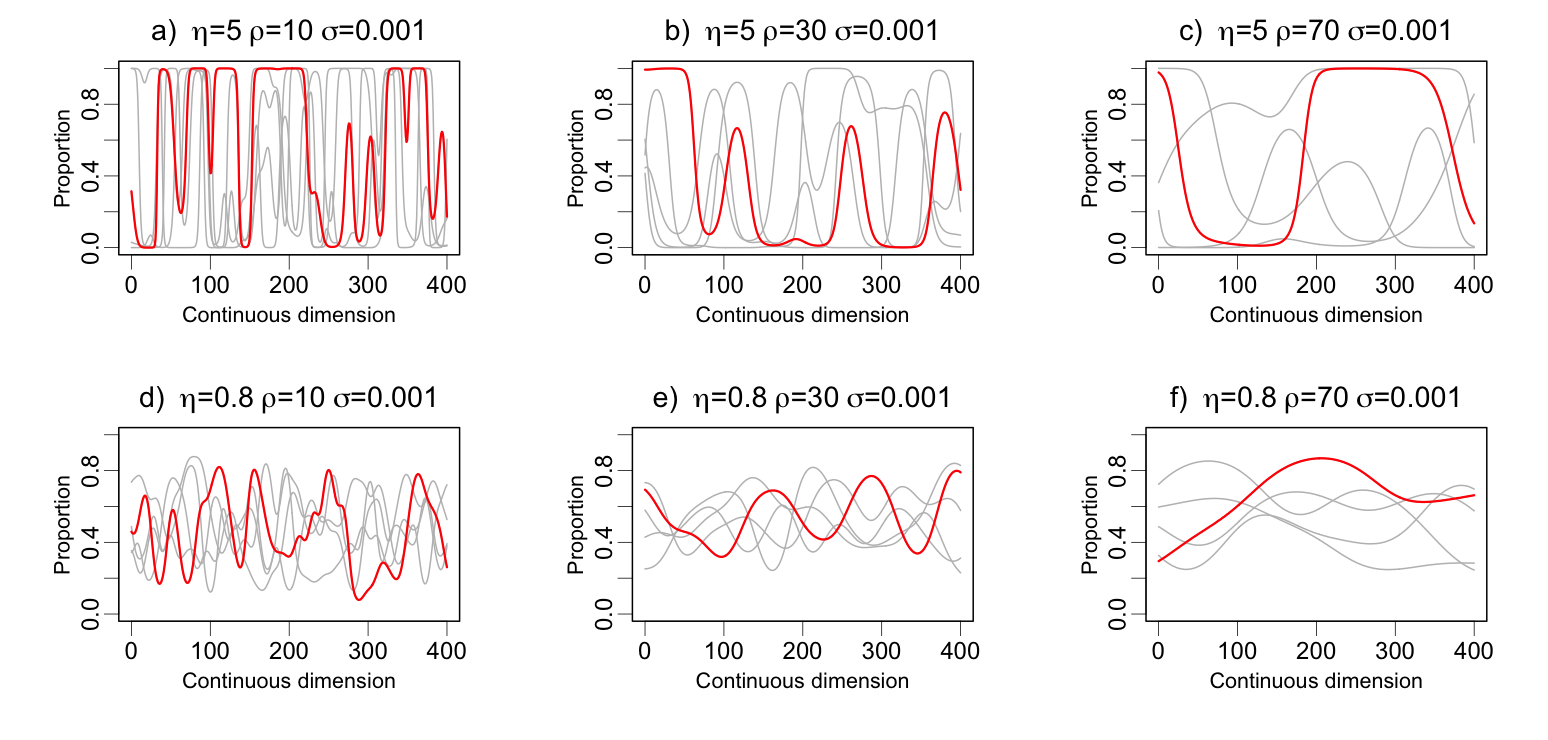 a) η=5 ρ=10 σ=0.001
Proportion
0.8
0.4
0.0
0 100 200 300 400
Continuous dimension
b) η=5 ρ=30 σ=0.001
Proportion
0.8
0.4
0.0
0 100 200 300 400
Continuous dimension
c) η=5 ρ=70 σ=0.001
Proportion
0.8
0.4
0.0
0 100 200 300 400
Continuous dimension
d) η=0.8 ρ=10 σ=0.001
Proportion
0.8
0.4
0.0
0 100 200 300 400
Continuous dimension
e) η=0.8 ρ=30 σ=0.001
Proportion
0.8
0.4
0.0
0 100 200 300 400
Continuous dimension
f) η=0.8 ρ=70 σ=0.001
Proportion
0.8
0.4
0.0
0 100 200 300 400
Continuous dimension